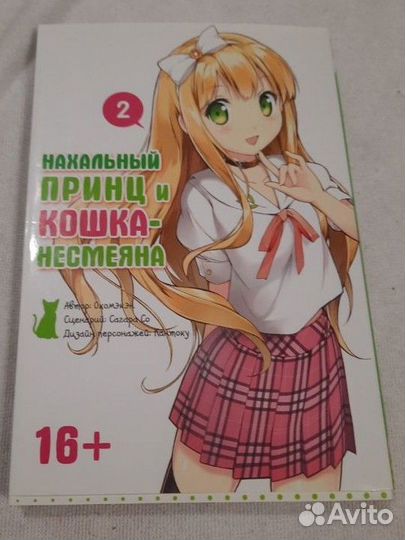 2
НАХАЛЬНЫЙ
ПРИНЦ И
КОШКА-
НЕСМЕЯНА
Автор: Окомэкэн
Сценарий: Сагара Со
Дизайн персонажей: Кантоку
16+
Avito